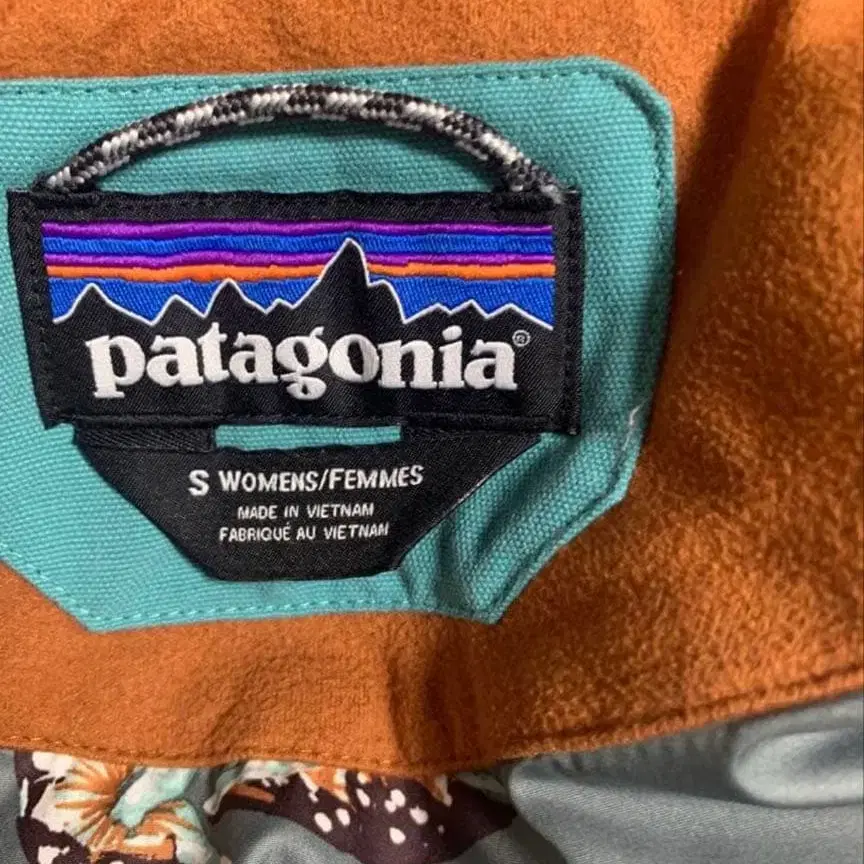 patagonia®
S WOMENS/FEMMES
MADE IN VIETNAM
FABRIQUÉ AU VIETNAM